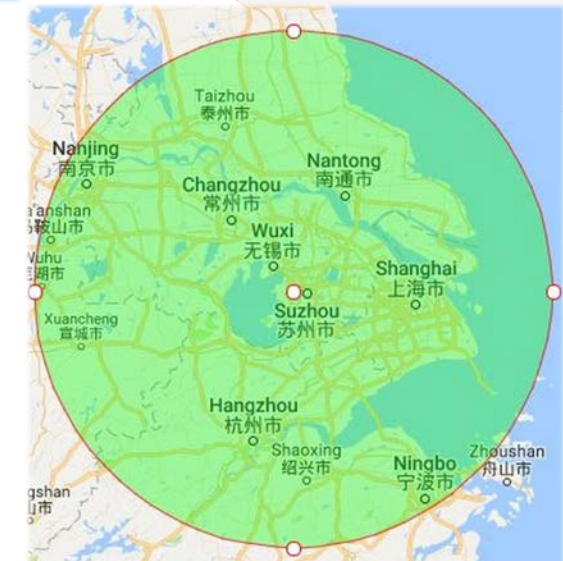 Taizhou
泰州市
Nanjing
南京市
Nantong
南通市
Changzhou
常州市
a'anshan
马鞍山市
Wuxi
无锡市
Wuhu
湖市
Shanghai
上海市
Suzhou
苏州市
Xuancheng
宣城市
Hangzhou
杭州市
Shaoxing
绍兴市
Ningbo
宁波市
Zhoushan
舟山市
gshan
山市